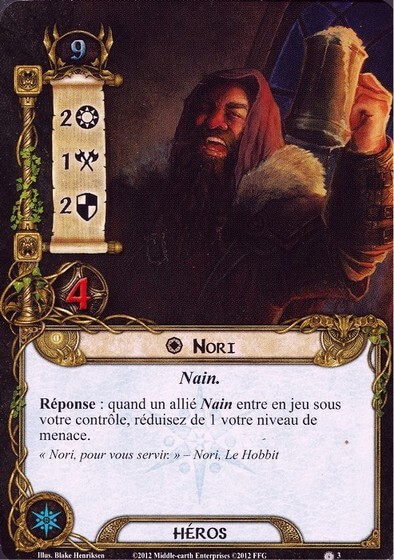 9
2
1
2
4
NORI
Nain.
Réponse : quand un allié Nain entre en jeu sous
votre contrôle, réduisez de 1 votre niveau de
menace.
« Nori, pour vous servir. » – Nori, Le Hobbit
HÉROS
Illus. Blake Henriksen ©2012 Middle-earth Enterprises ©2012 FFG 3